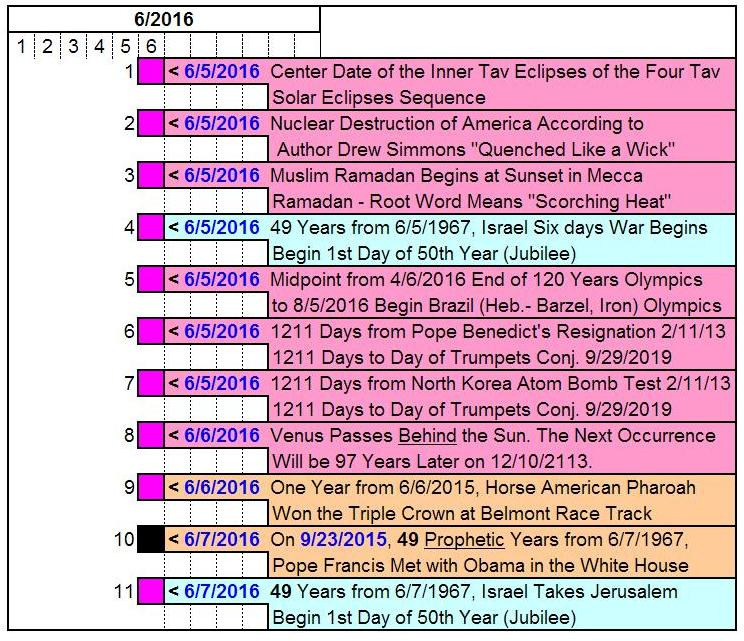 6/2016
1 2 3 4 5 6
1 < 6/5/2016 Center Date of the Inner Tav Eclipses of the Four Tav
Solar Eclipses Sequence
2 < 6/5/2016 Nuclear Destruction of America According to
Author Drew Simmons "Quenched Like a Wick"
3 < 6/5/2016 Muslim Ramadan Begins at Sunset in Mecca
Ramadan - Root Word Means "Scorching Heat"
4 < 6/5/2016 49 Years from 6/5/1967, Israel Six days War Begins
Begin 1st Day of 50th Year (Jubilee)
5 < 6/5/2016 Midpoint from 4/6/2016 End of 120 Years Olympics
to 8/5/2016 Begin Brazil (Heb.- Barzel, Iron) Olympics
6 < 6/5/2016 1211 Days from Pope Benedict's Resignation 2/11/13
1211 Days to Day of Trumpets Conj. 9/29/2019
7 < 6/5/2016 1211 Days from North Korea Atom Bomb Test 2/11/13
1211 Days to Day of Trumpets Conj. 9/29/2019
8 < 6/6/2016 Venus Passes Behind the Sun. The Next Occurrence
Will be 97 Years Later on 12/10/2113.
9 < 6/6/2016 One Year from 6/6/2015, Horse American Pharoah
Won the Triple Crown at Belmont Race Track
10 < 6/7/2016 On 9/23/2015, 49 Prophetic Years from 6/7/1967,
Pope Francis Met with Obama in the White House
11 < 6/7/2016 49 Years from 6/7/1967, Israel Takes Jerusalem
Begin 1st Day of 50th Year (Jubilee)